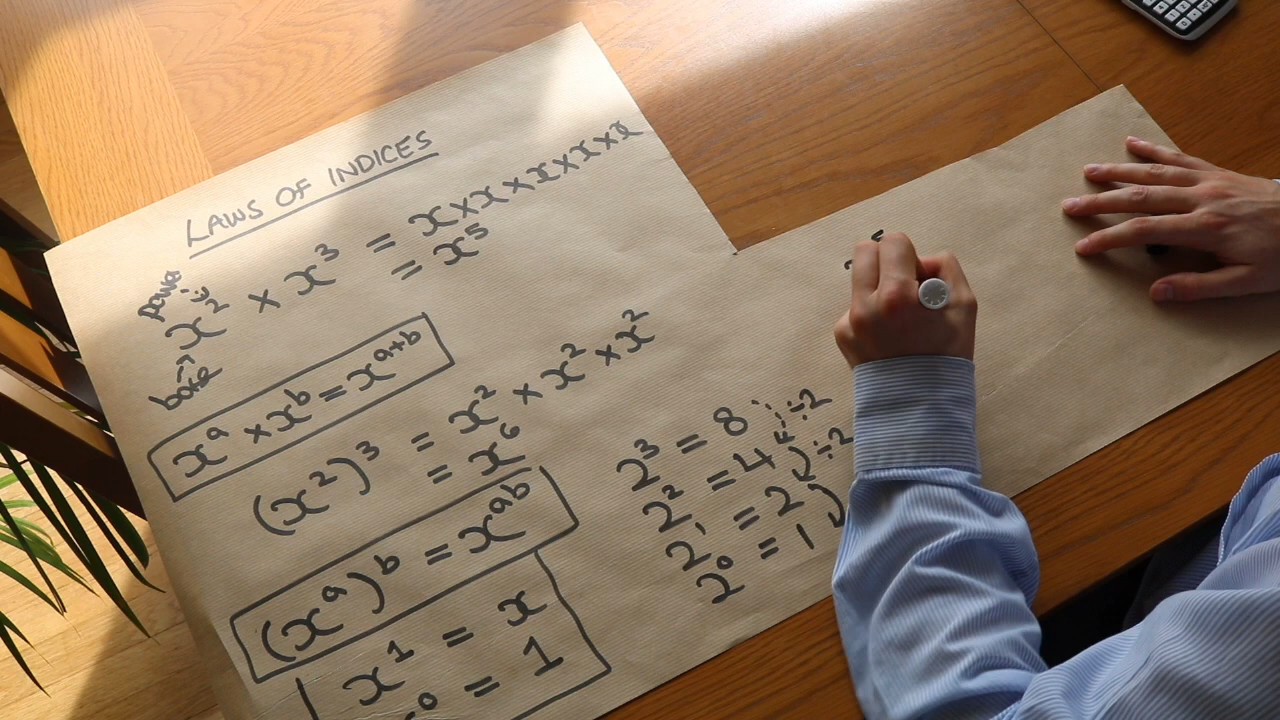 LAWS OF INDICES
power
x² × x³ = x×x×x×x×x
= x⁵
base
xᵃ × xᵇ = xᵃ⁺ᵇ
(x²)³ = x² × x² × x²
= x⁶
(xᵃ)ᵇ = xᵃᵇ
x¹ = x
⁰ = 1
2³ = 8 ÷2
2² = 4 ÷2
2¹ = 2
2⁰ = 1